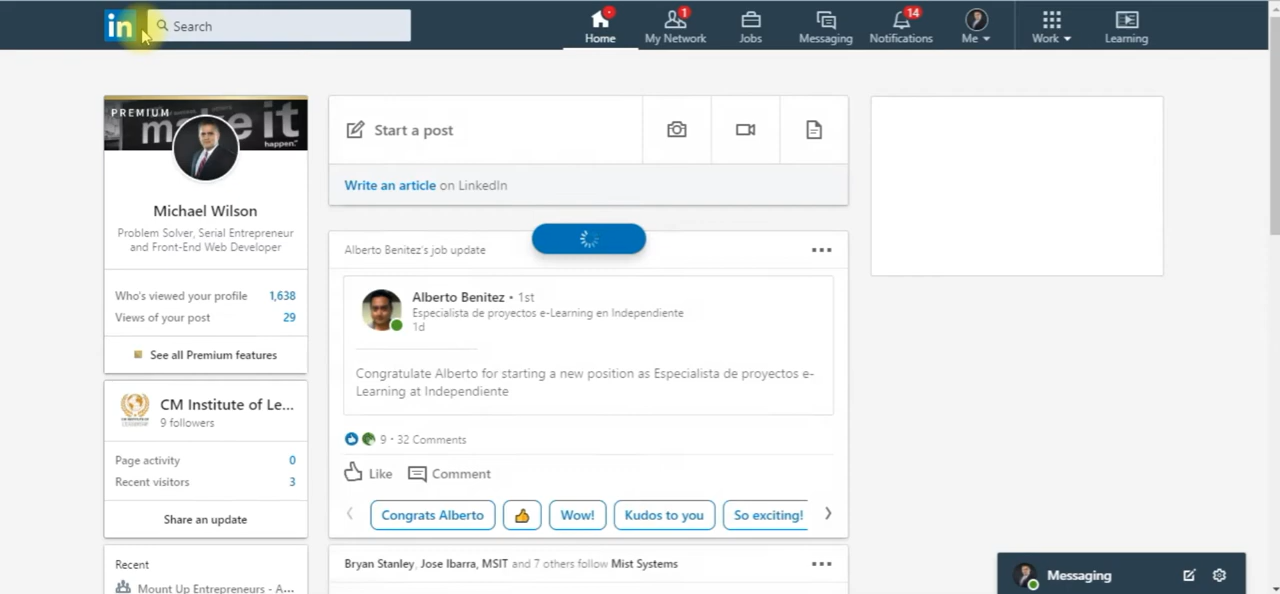 in
Search
Home
1
My Network
Jobs
Messaging
14
Notifications
Me
Work
Learning
PREMIUM
make it
happen.
Michael Wilson
Problem Solver, Serial Entrepreneur
and Front-End Web Developer
Who's viewed your profile 1,638
Views of your post 29
See all Premium features
CM Institute of Le...
9 followers
Page activity 0
Recent visitors 3
Share an update
Recent
Mount Up Entrepreneurs - A...
Start a post
Write an article on LinkedIn
Alberto Benitez's job update
Alberto Benitez • 1st
Especialista de proyectos e-Learning en Independiente
1d
Congratulate Alberto for starting a new position as Especialista de proyectos e-
Learning at Independiente
9 · 32 Comments
Like Comment
Congrats Alberto
Wow!
Kudos to you
So exciting!
Bryan Stanley, Jose Ibarra, MSIT and 7 others follow Mist Systems
Messaging